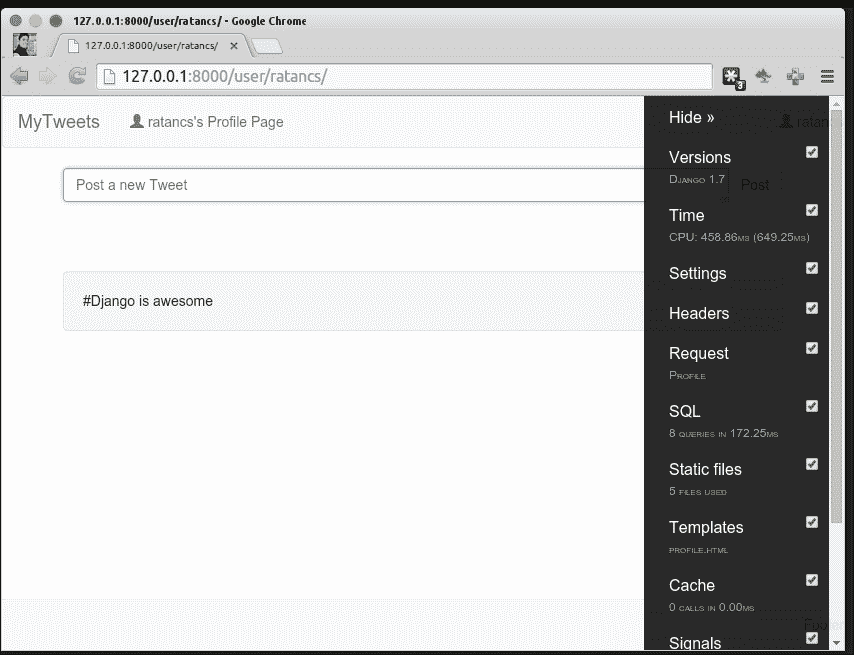 127.0.0.1:8000/user/ratancs/ - Google Chrome
127.0.0.1:8000/user/ratancs/
127.0.0.1:8000/user/ratancs/
3
MyTweets
ratancs's Profile Page
ratan
Post a new Tweet
Post
#Django is awesome
Hide »
Versions
Django 1.7
Time
CPU: 458.86ms (649.25ms)
Settings
Headers
Request
Profile
SQL
8 queries in 172.25ms
Static files
5 files used
Templates
profile.html
Cache
0 calls in 0.00ms
Signals